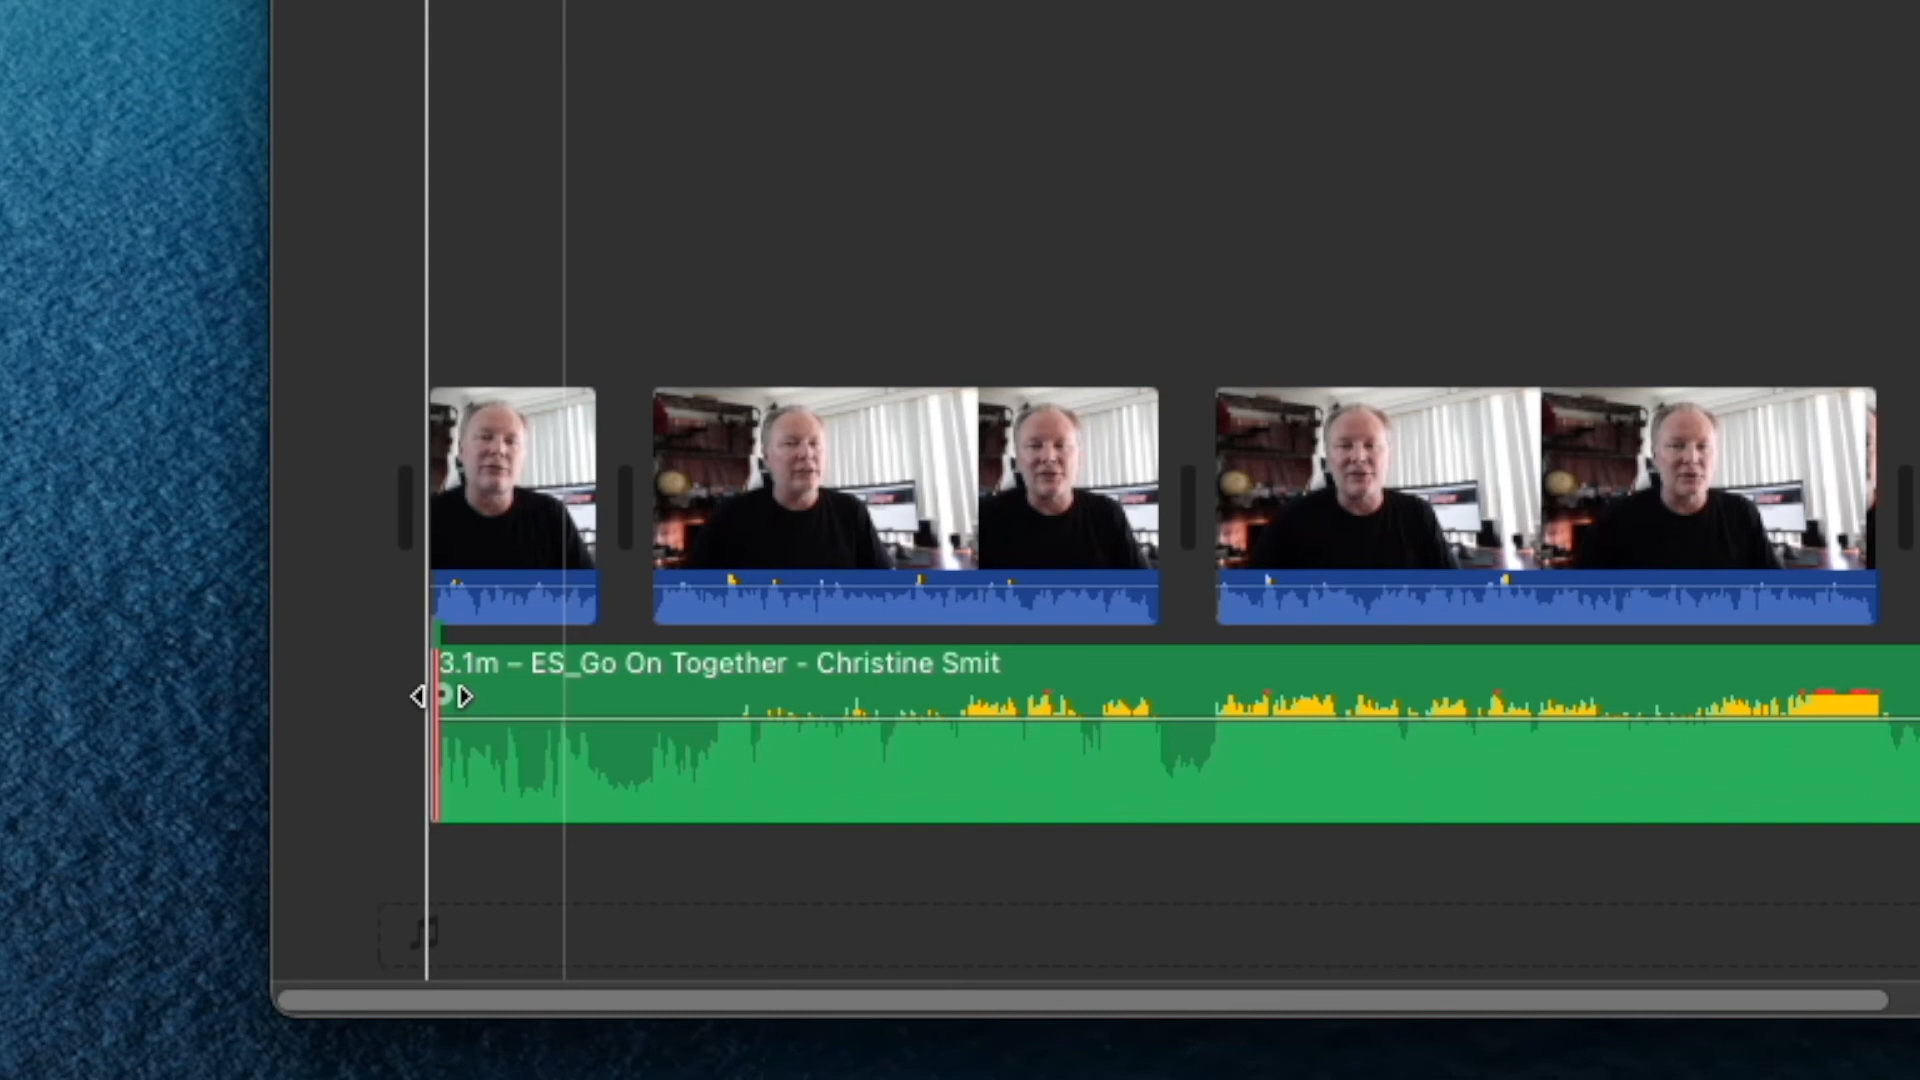 3.1m – ES_Go On Together - Christine Smit